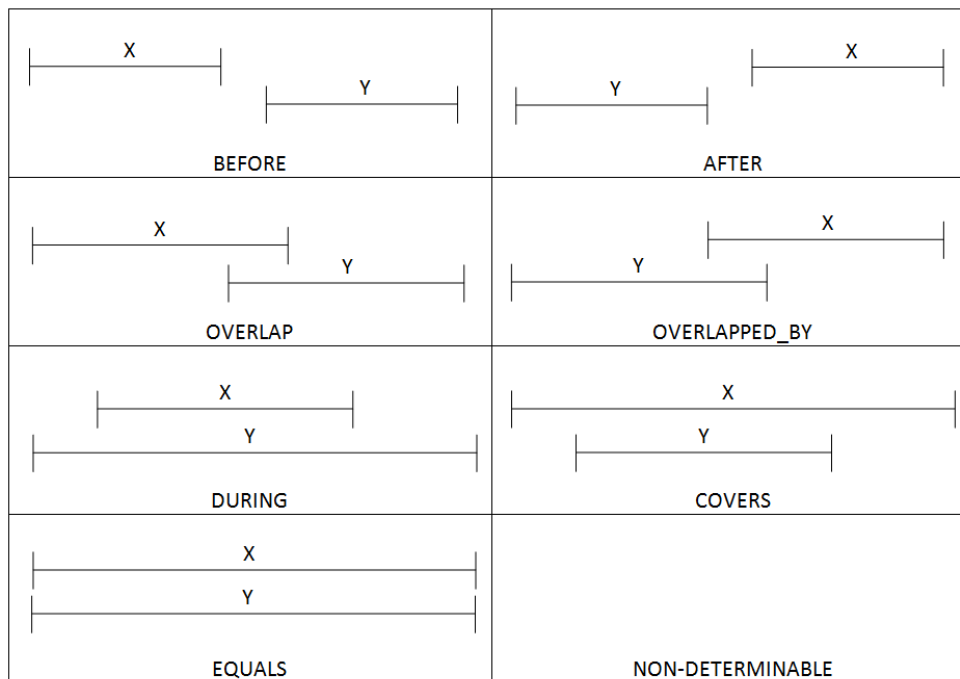 X
Y
BEFORE
X
Y
AFTER
X
Y
OVERLAP
X
Y
OVERLAPPED_BY
X
Y
DURING
X
Y
COVERS
X
Y
EQUALS
NON-DETERMINABLE